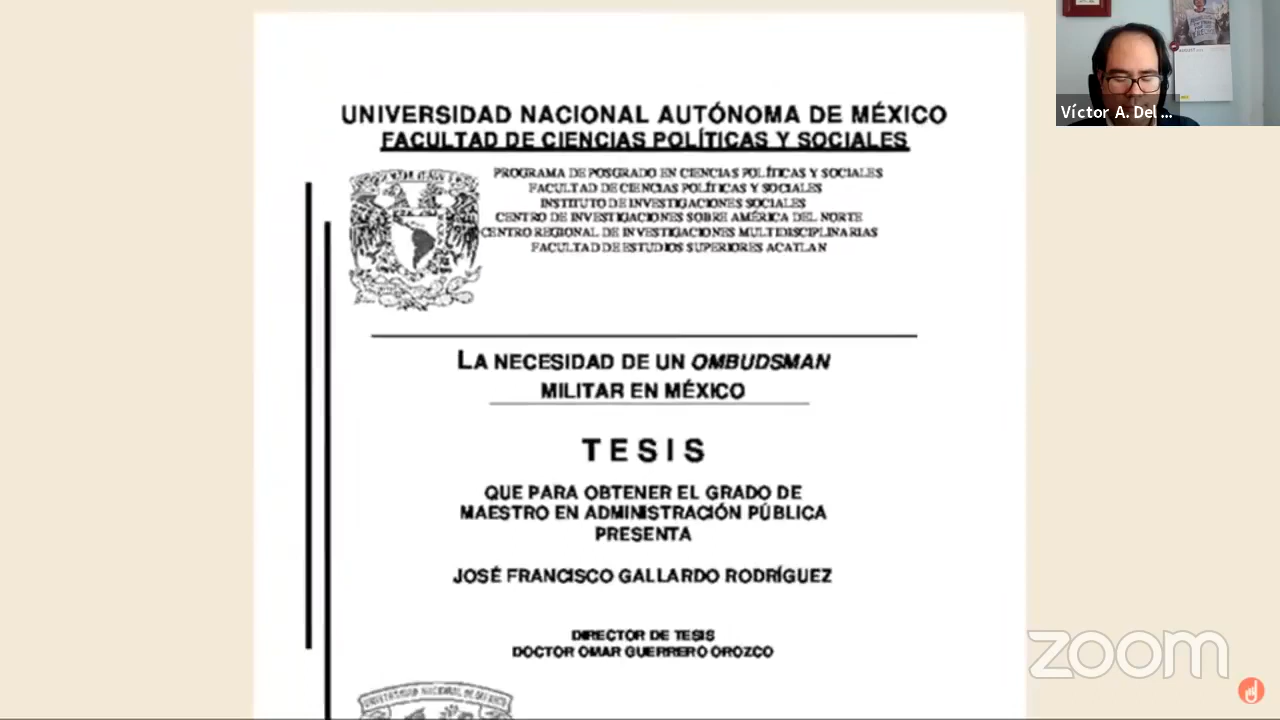 UNIVERSIDAD NACIONAL AUTÓNOMA DE MÉXICO
FACULTAD DE CIENCIAS POLÍTICAS Y SOCIALES
PROGRAMA DE POSGRADO EN CIENCIAS POLÍTICAS Y SOCIALES
FACULTAD DE CIENCIAS POLÍTICAS Y SOCIALES
INSTITUTO DE INVESTIGACIONES SOCIALES
CENTRO DE INVESTIGACIONES SOBRE AMÉRICA DEL NORTE
CENTRO REGIONAL DE INVESTIGACIONES MULTIDISCIPLINARIAS
FACULTAD DE ESTUDIOS SUPERIORES ACATLAN
LA NECESIDAD DE UN OMBUDSMAN
MILITAR EN MÉXICO
TESIS
QUE PARA OBTENER EL GRADO DE
MAESTRO EN ADMINISTRACIÓN PÚBLICA
PRESENTA
JOSÉ FRANCISCO GALLARDO RODRÍGUEZ
DIRECTOR DE TESIS
DOCTOR OMAR GUERRERO OROZCO
Víctor A. Del ...
zoom